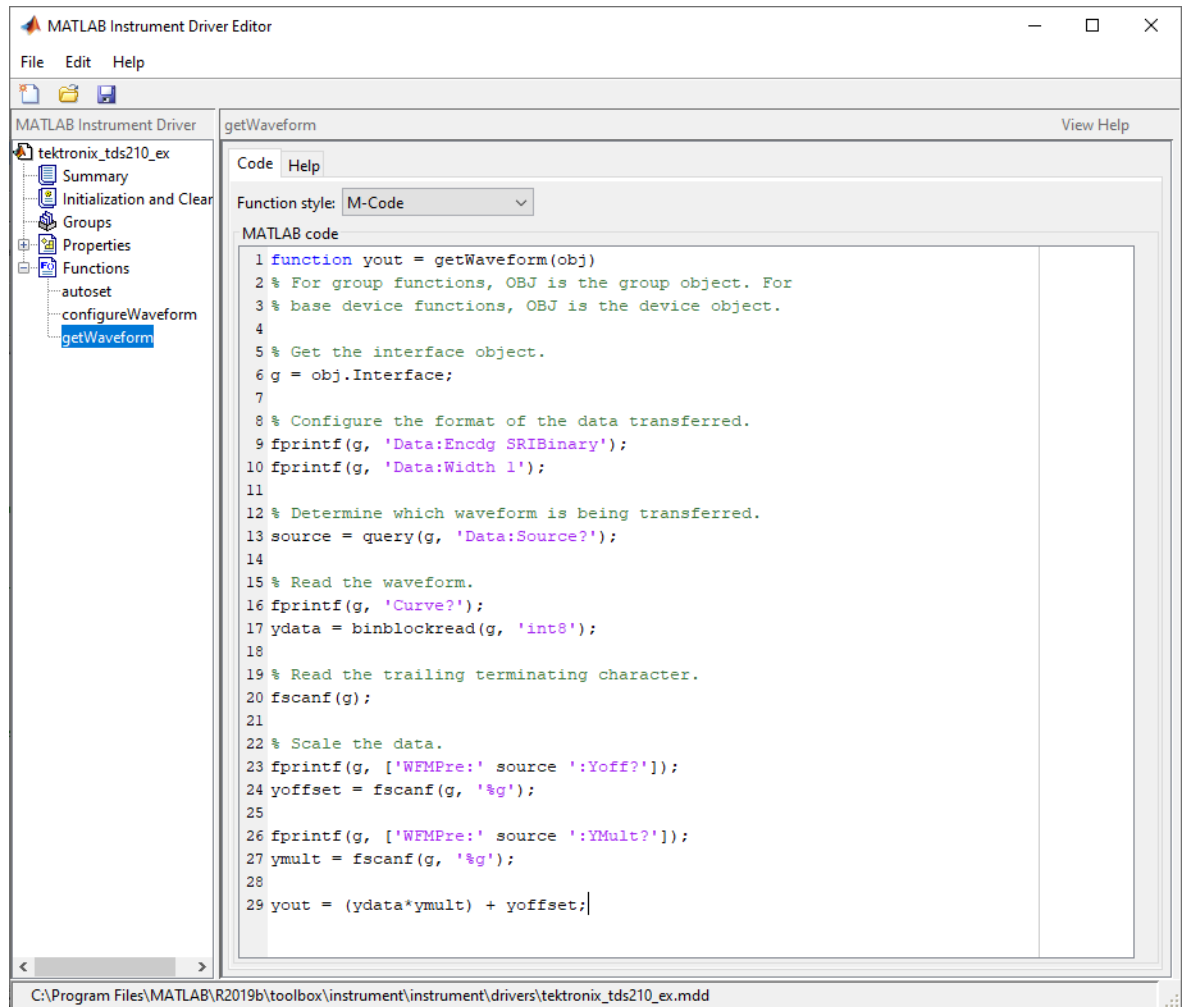 MATLAB Instrument Driver Editor
File Edit Help
MATLAB Instrument Driver
tektronix_tds210_ex
Summary
Initialization and Clear
Groups
Properties
Functions
autoset
configureWaveform
getWaveform
getWaveform View Help
Code Help
Function style: M-Code
MATLAB code
1 function yout = getWaveform(obj)
2 % For group functions, OBJ is the group object. For
3 % base device functions, OBJ is the device object.
4
5 % Get the interface object.
6 g = obj.Interface;
7
8 % Configure the format of the data transferred.
9 fprintf(g, 'Data:Encdg SRIBinary');
10 fprintf(g, 'Data:Width 1');
11
12 % Determine which waveform is being transferred.
13 source = query(g, 'Data:Source?');
14
15 % Read the waveform.
16 fprintf(g, 'Curve?');
17 ydata = binblockread(g, 'int8');
18
19 % Read the trailing terminating character.
20 fscanf(g);
21
22 % Scale the data.
23 fprintf(g, ['WFMPre:' source ':Yoff?']);
24 yoffset = fscanf(g, '%g');
25
26 fprintf(g, ['WFMPre:' source ':YMult?']);
27 ymult = fscanf(g, '%g');
28
29 yout = (ydata*ymult) + yoffset;
C:\Program Files\MATLAB\R2019b\toolbox\instrument\instrument\drivers\tektronix_tds210_ex.mdd